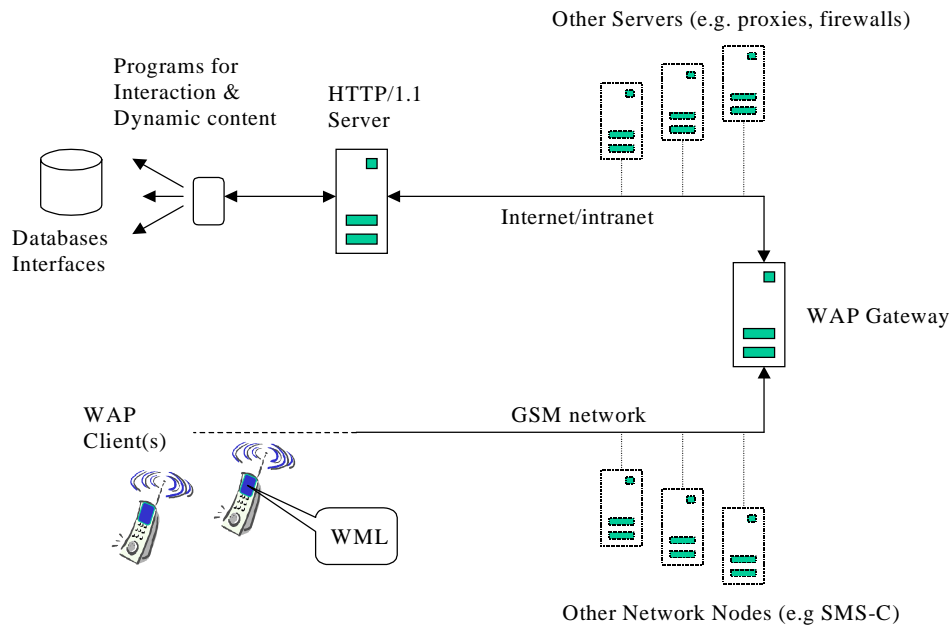 Other Servers (e.g. proxies, firewalls)
Programs for
Interaction &
Dynamic content
HTTP/1.1
Server
Internet/intranet
Databases
Interfaces
WAP Gateway
WAP
Client(s)
GSM network
WML
Other Network Nodes (e.g SMS-C)